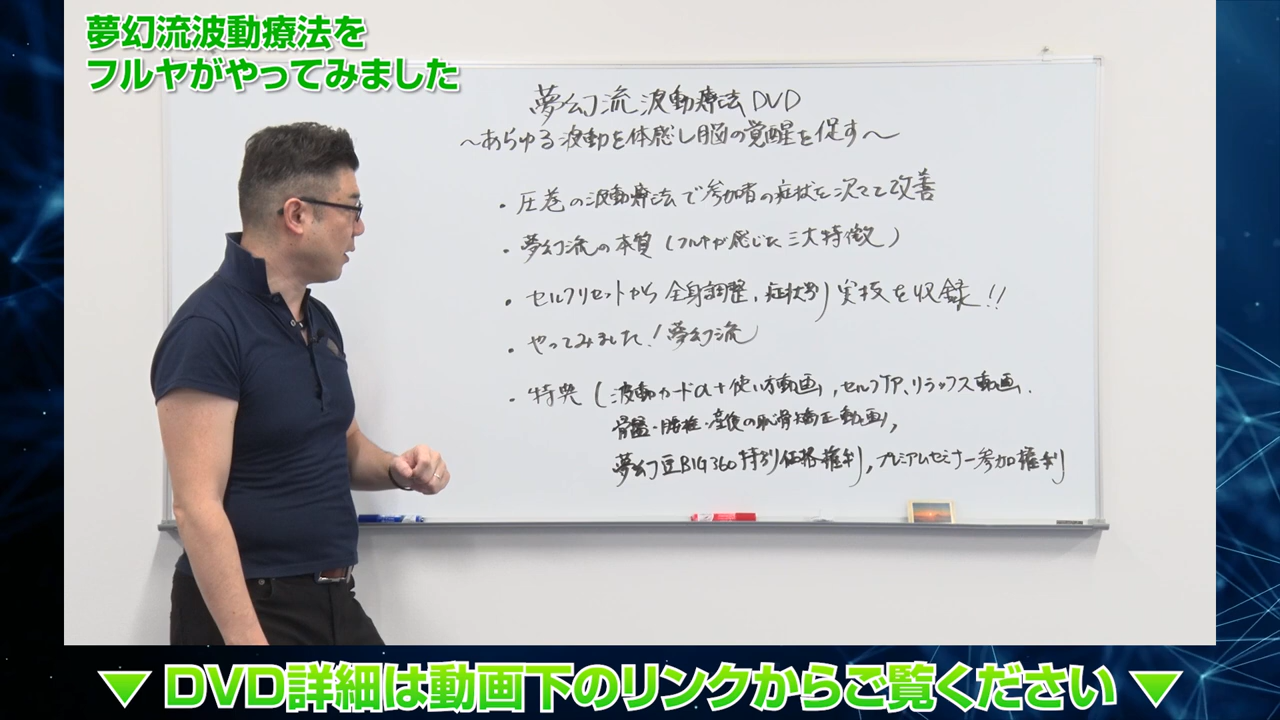 夢幻流波動療法を
フルヤがやってみました
夢幻流波動療法DVD
～あらゆる波動を体感し脳の覚醒を促す～
・圧巻の波動療法で参加者の症状を次々と改善
・夢幻流の本質(フルヤが感じた三大特徴)
・セルフリセットから全身調整、症状別実技を収録!!
・やってみました!夢幻流
・特典(波動カードα+使い方動画、セルフTP、リラックス動画、
骨盤・腰椎・産後の肋骨矯正動画、
夢幻豆BIG360特別価格権利、プレミアムセミナー参加権利
▼DVD詳細は動画下のリンクからご覧ください▼